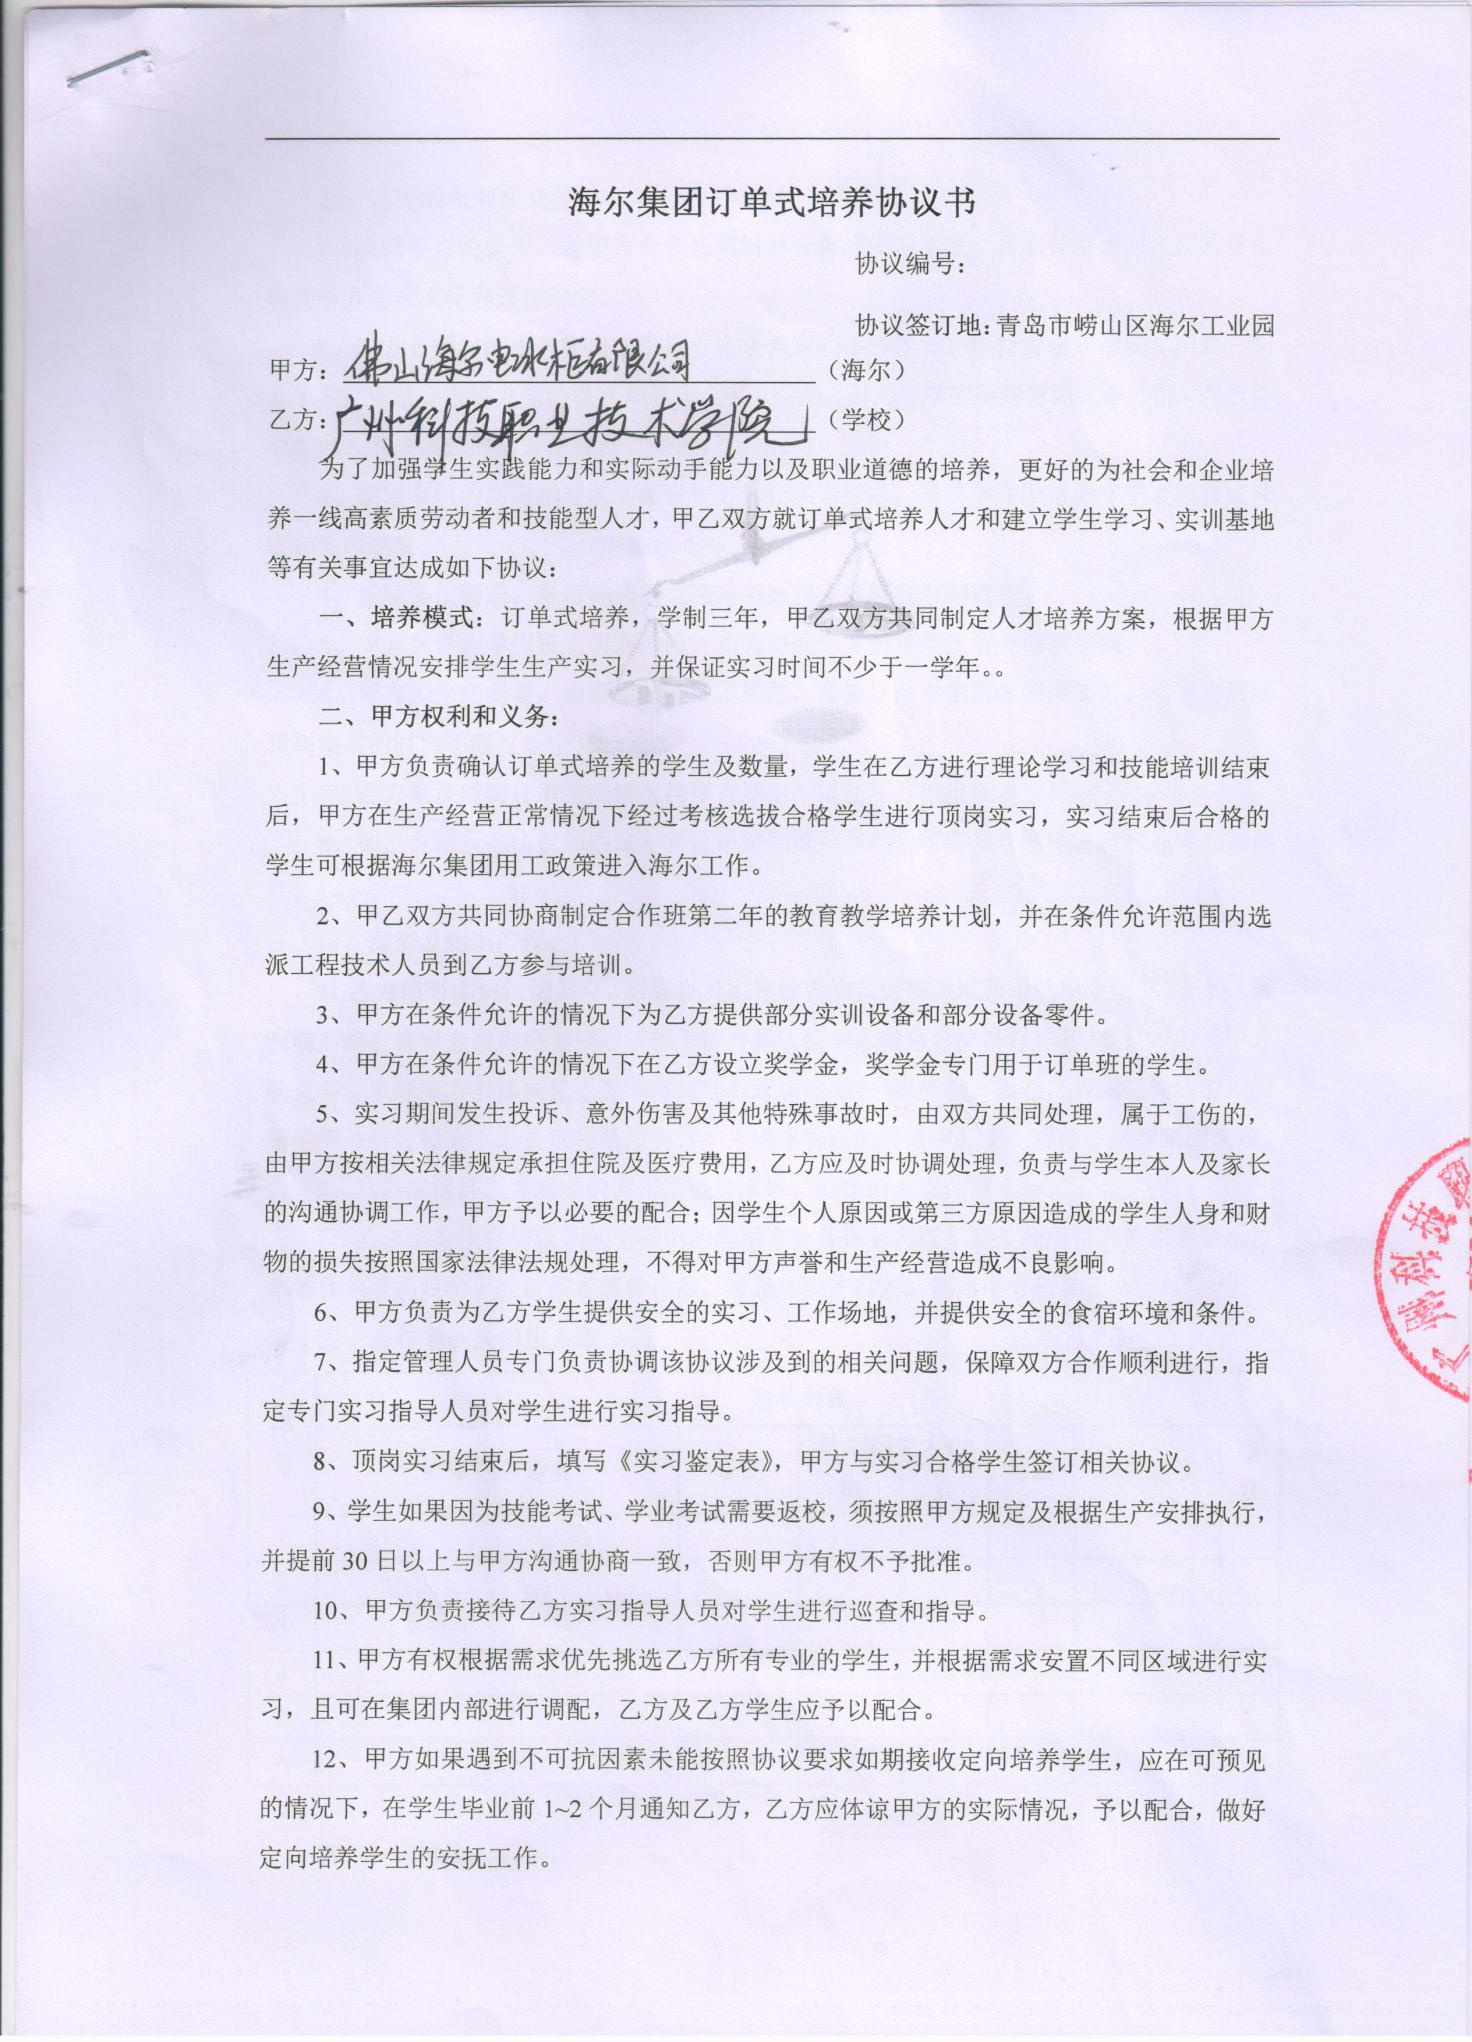 海尔集团订单式培养协议书
协议编号：
协议签订地：青岛市崂山区海尔工业园
甲方：佛山海尔电冰柜有限公司（海尔）
乙方：广州科技职业技术学院（学校）
为了加强学生实践能力和实际动手能力以及职业道德的培养，更好的为社会和企业培
养一线高素质劳动者和技能型人才，甲乙双方就订单式培养人才和建立学生学习、实训基地
等有关事宜达成如下协议：
一、培养模式：订单式培养，学制三年，甲乙双方共同制定人才培养方案，根据甲方
生产经营情况安排学生生产实习，并保证实习时间不少于一学年。。
二、甲方权利和义务：
1、甲方负责确认订单式培养的学生及数量，学生在乙方进行理论学习和技能培训结束
后，甲方在生产经营正常情况下经过考核选拔合格学生进行顶岗实习，实习结束后合格的
学生可根据海尔集团用工政策进入海尔工作。
2、甲乙双方共同协商制定合作班第二年的教育教学培养计划，并在条件允许范围内选
派工程技术人员到乙方参与培训。
3、甲方在条件允许的情况下为乙方提供部分实训设备和部分设备零件。
4、甲方在条件允许的情况下在乙方设立奖学金，奖学金专门用于订单班的学生。
5、实习期间发生投诉、意外伤害及其他特殊事故时，由双方共同处理，属于工伤的，
由甲方按相关法律规定承担住院及医疗费用，乙方应及时协调处理，负责与学生本人及家长
的沟通协调工作，甲方予以必要的配合；因学生个人原因或第三方原因造成的学生人身和财
物的损失按照国家法律法规处理，不得对甲方声誉和生产经营造成不良影响。
6、甲方负责为乙方学生提供安全的实习、工作场地，并提供安全的食宿环境和条件。
7、指定管理人员专门负责协调该协议涉及到的相关问题，保障双方合作顺利进行，指
定专门实习指导人员对学生进行实习指导。
8、顶岗实习结束后，填写《实习鉴定表》，甲方与实习合格学生签订相关协议。
9、学生如果因为技能考试、学业考试需要返校，须按照甲方规定及根据生产安排执行，
并提前 30 日以上与甲方沟通协商一致，否则甲方有权不予批准。
10、甲方负责接待乙方实习指导人员对学生进行巡查和指导。
11、甲方有权根据需求优先挑选乙方所有专业的学生，并根据需求安置不同区域进行实
习，且可在集团内部进行调配，乙方及乙方学生应予以配合。
12、甲方如果遇到不可抗因素未能按照协议要求如期接收定向培养学生，应在可预见
的情况下，在学生毕业前 1~2 个月通知乙方，乙方应体谅甲方的实际情况，予以配合，做好
定向培养学生的安抚工作。